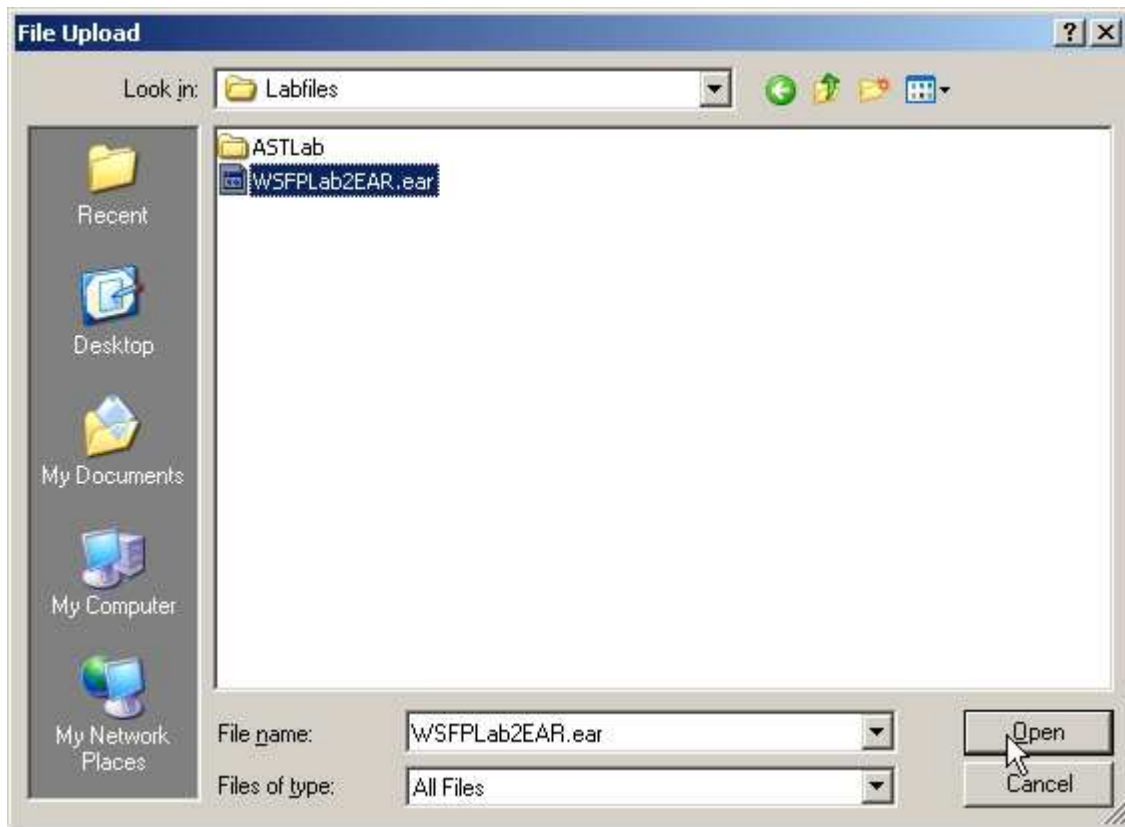 File Upload
Look in:
Labfiles
ASTLab
WSFPLab2EAR.ear
Recent
Desktop
My Documents
My Computer
My Network
Places
File name:
WSFPLab2EAR.ear
Open
Files of type:
All Files
Cancel